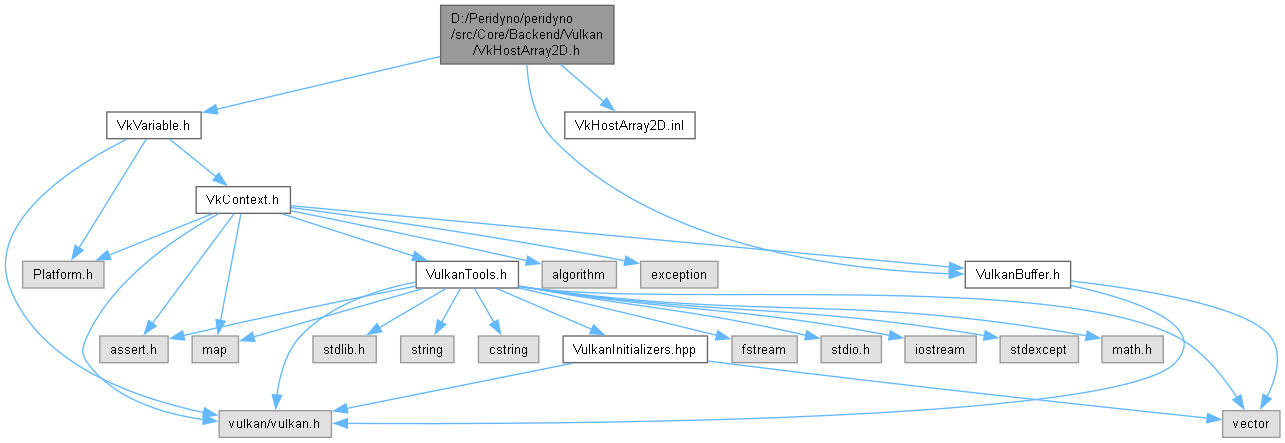 D:/Peridyno/peridyno
/src/Core/Backend/Vulkan
/VkHostArray2D.h
VkVariable.h
VkHostArray2D.inl
VkContext.h
Platform.h
VulkanTools.h
algorithm
exception
VulkanBuffer.h
assert.h
map
stdlib.h
string
cstring
VulkanInitializers.hpp
fstream
stdio.h
iostream
stdexcept
math.h
vulkan/vulkan.h
vector